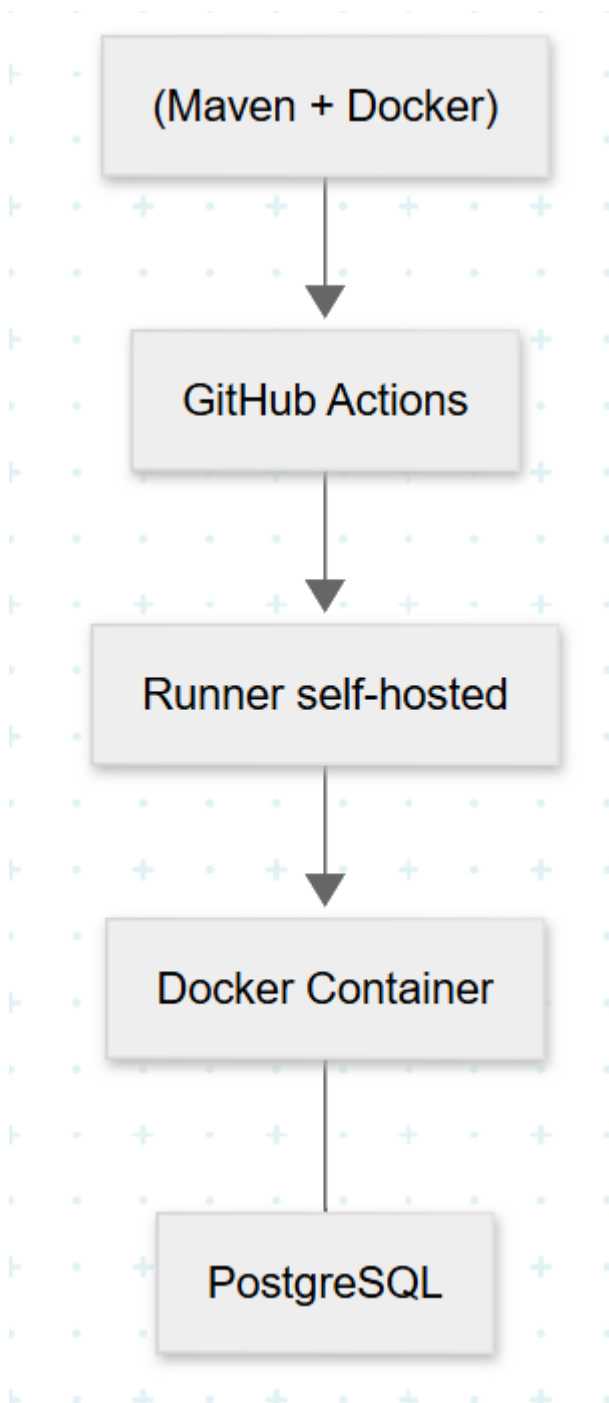 (Maven + Docker)
GitHub Actions
Runner self-hosted
Docker Container
PostgreSQL